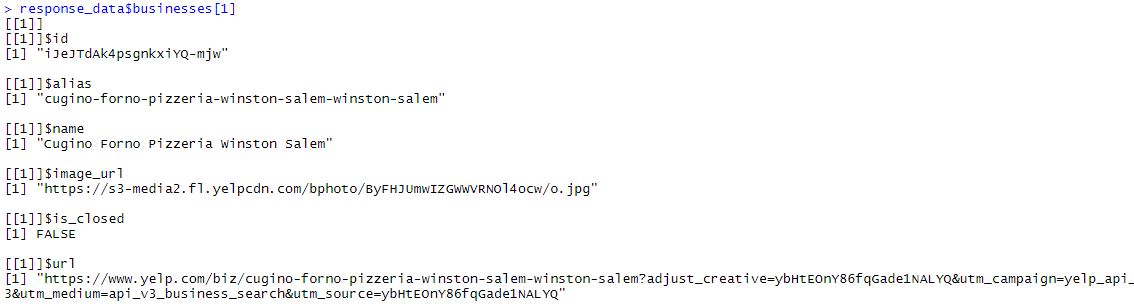 > response_data$businesses[1]
[[1]]
[[1]]$id
[1] "iJeJTdAk4psgnkxiYQ-mjw"
[[1]]$alias
[1] "cugino-forno-pizzeria-winston-salem-winston-salem"
[[1]]$name
[1] "Cugino Forno Pizzeria Winston Salem"
[[1]]$image_url
[1] "https://s3-media2.fl.yelpcdn.com/bphoto/ByFHJUmwIZGWWVRNOl4ocw/o.jpg"
[[1]]$is_closed
[1] FALSE
[[1]]$url
[1] "https://www.yelp.com/biz/cugino-forno-pizzeria-winston-salem-winston-salem?adjust_creative=ybHtEOnY86fqGade1NALYQ&utm_campaign=yelp_api_
3&utm_medium=api_v3_business_search&utm_source=ybHtEOnY86fqGade1NALYQ"